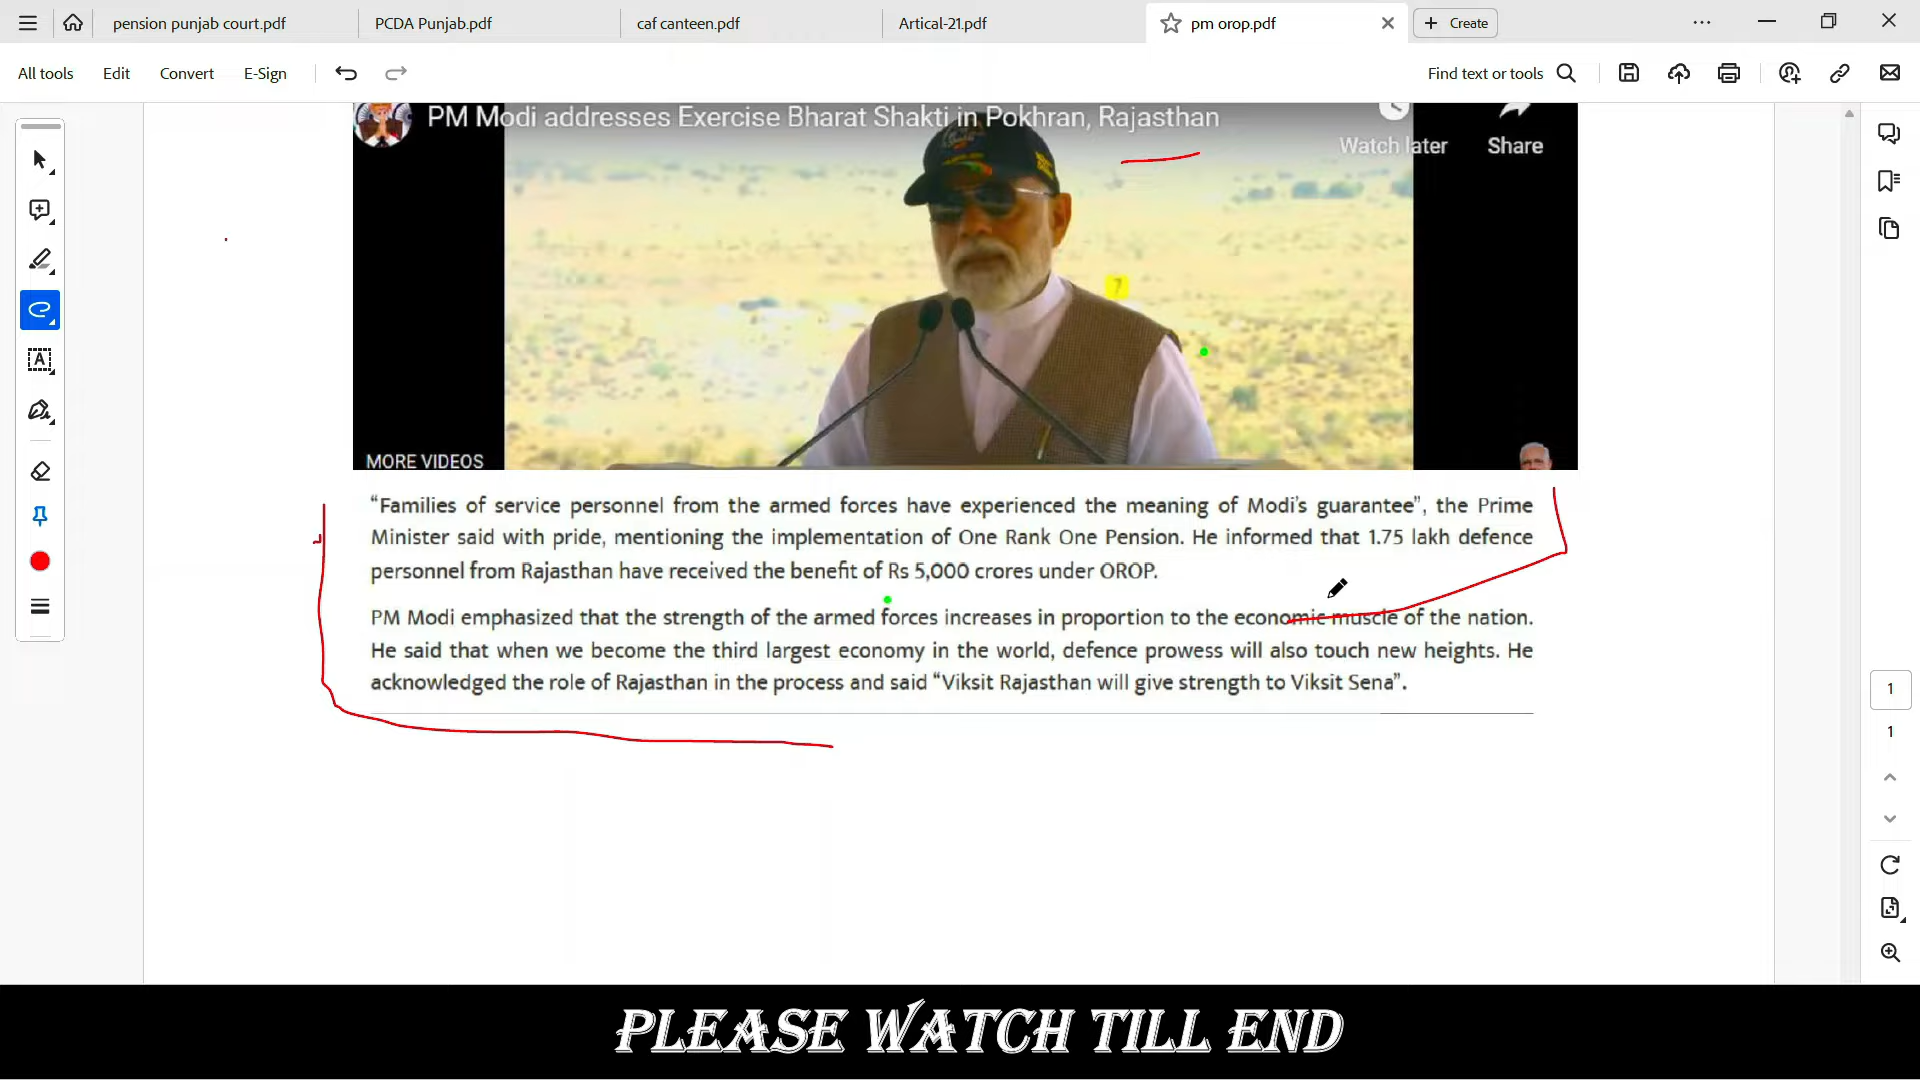 pension punjab court.pdf
PCDA Punjab.pdf
caf canteen.pdf
Artical-21.pdf
pm orop.pdf
Create
All tools
Edit
Convert
E-Sign
Find text or tools
PM Modi addresses Exercise Bharat Shakti in Pokhran, Rajasthan
Watch later
Share
7
MORE VIDEOS
“Families of service personnel from the armed forces have experienced the meaning of Modi’s guarantee”, the Prime
Minister said with pride, mentioning the implementation of One Rank One Pension. He informed that 1.75 lakh defence
personnel from Rajasthan have received the benefit of Rs 5,000 crores under OROP.
PM Modi emphasized that the strength of the armed forces increases in proportion to the economic muscle of the nation.
He said that when we become the third largest economy in the world, defence prowess will also touch new heights. He
acknowledged the role of Rajasthan in the process and said “Viksit Rajasthan will give strength to Viksit Sena”.
1
1
PLEASE WATCH TILL END